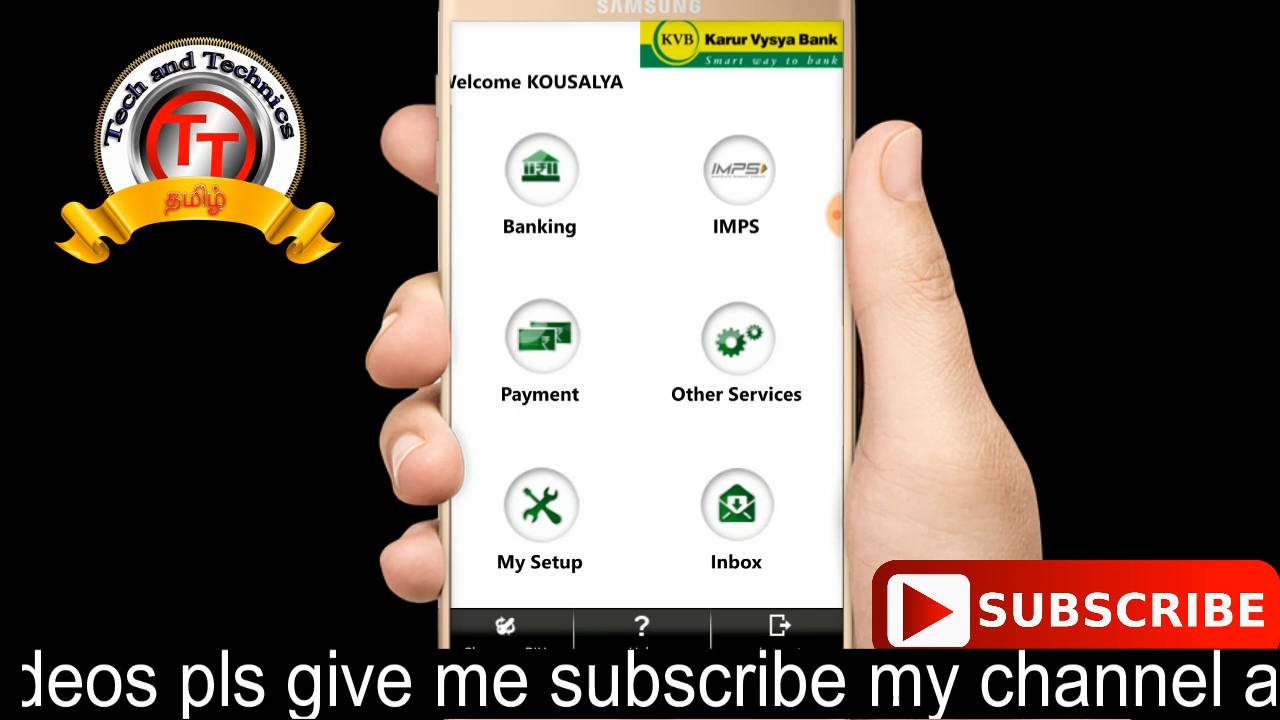 SAMSUNG
KVB Karur Vysya Bank
Smart way to bank
Welcome KOUSALYA
Tech and Technics
TT
தமிழ்
IMPS
Banking
IMPS
Payment
Other Services
My Setup
Inbox
?
SUBSCRIBE
deos pls give me subscribe my channel a